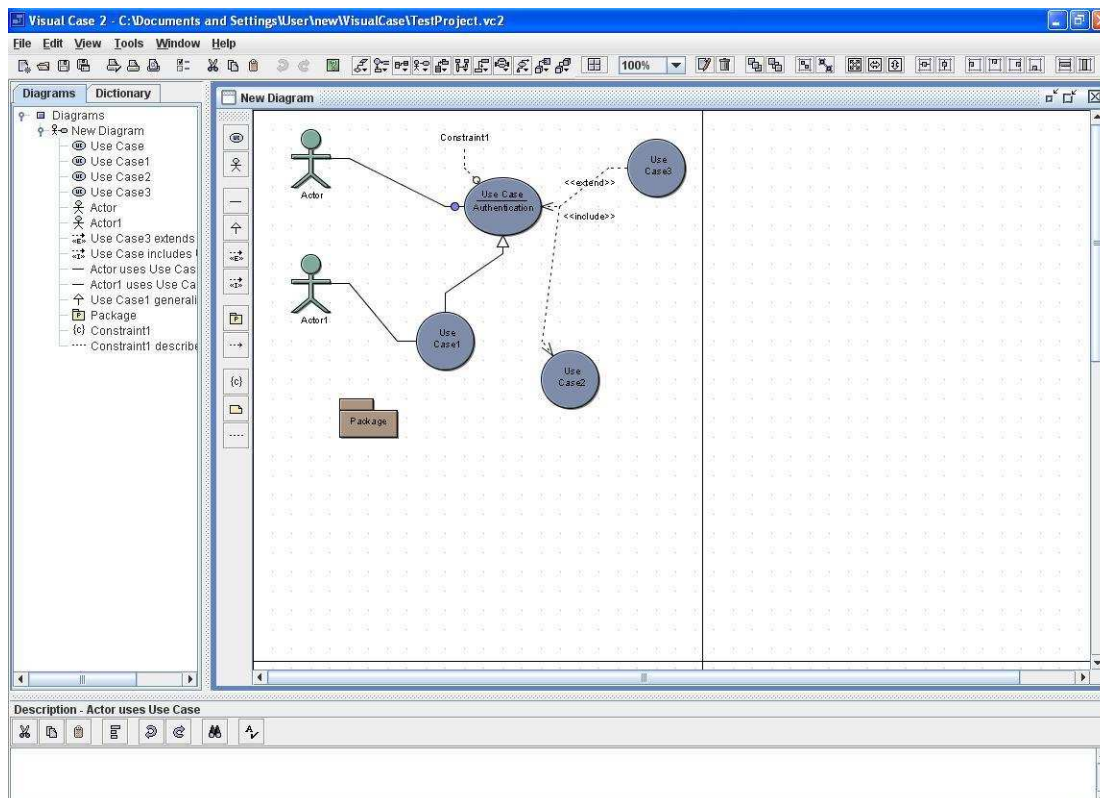 Visual Case 2 - C:\Documents and Settings\User\new\VisualCase\TestProject.vc2
File Edit View Tools Window Help
100%
Diagrams Dictionary
Diagrams
New Diagram
Use Case
Use Case1
Use Case2
Use Case3
Actor
Actor1
Use Case3 extends
Use Case includes
Actor uses Use Cas
Actor1 uses Use Ca
Use Case1 generali
Package
{c} Constraint1
Constraint1 describe
New Diagram
{c}
Constraint1
Use
Case3
<<extend>>
Use Case
Authentication
<<include>>
Actor
Actor1
Use
Case1
Use
Case2
Package
Description - Actor uses Use Case